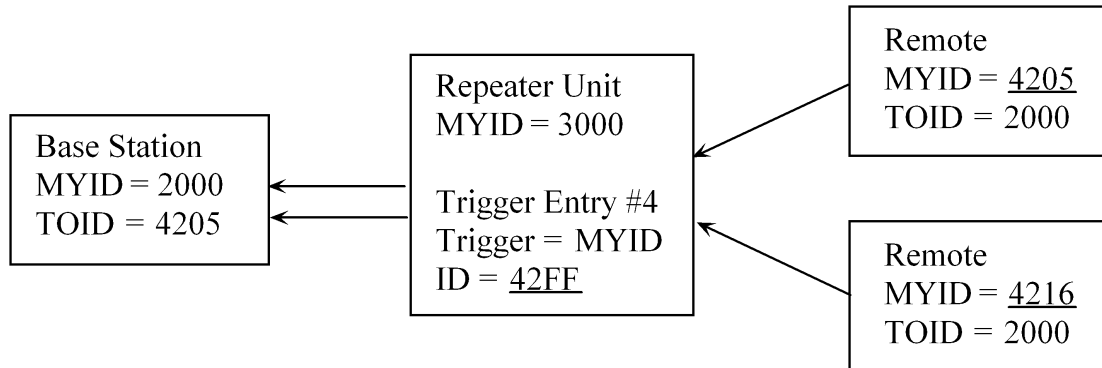 Base Station
MYID = 2000
TOID = 4205
Repeater Unit
MYID = 3000
Trigger Entry #4
Trigger = MYID
ID = 42FF
Remote
MYID = 4205
TOID = 2000
Remote
MYID = 4216
TOID = 2000